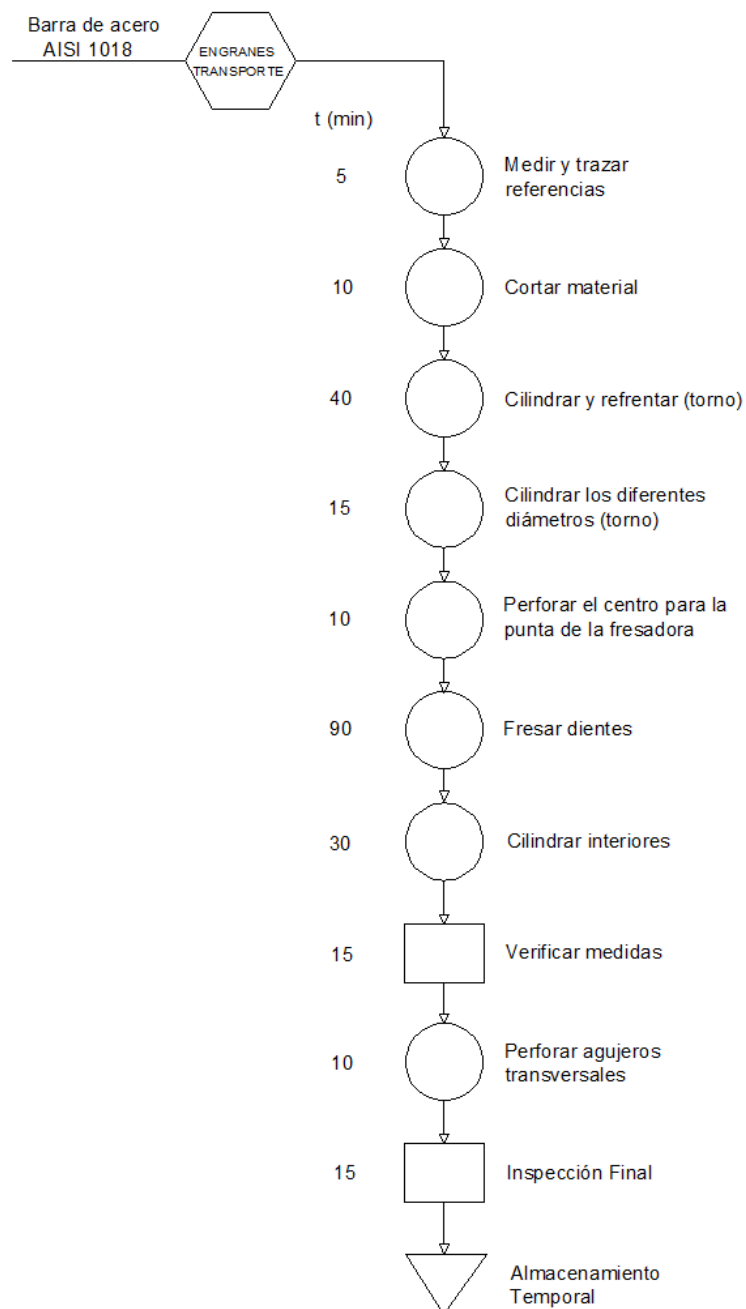 Barra de acero
AISI 1018
ENGRANES
TRANSPORTE
t (min)
5
Medir y trazar
referencias
10
Cortar material
40
Cilindrar y refrentar (torno)
15
Cilindrar los diferentes
diámetros (torno)
10
Perforar el centro para la
punta de la fresadora
90
Fresar dientes
30
Cilindrar interiores
15
Verificar medidas
10
Perforar agujeros
transversales
15
Inspección Final
Almacenamiento
Temporal